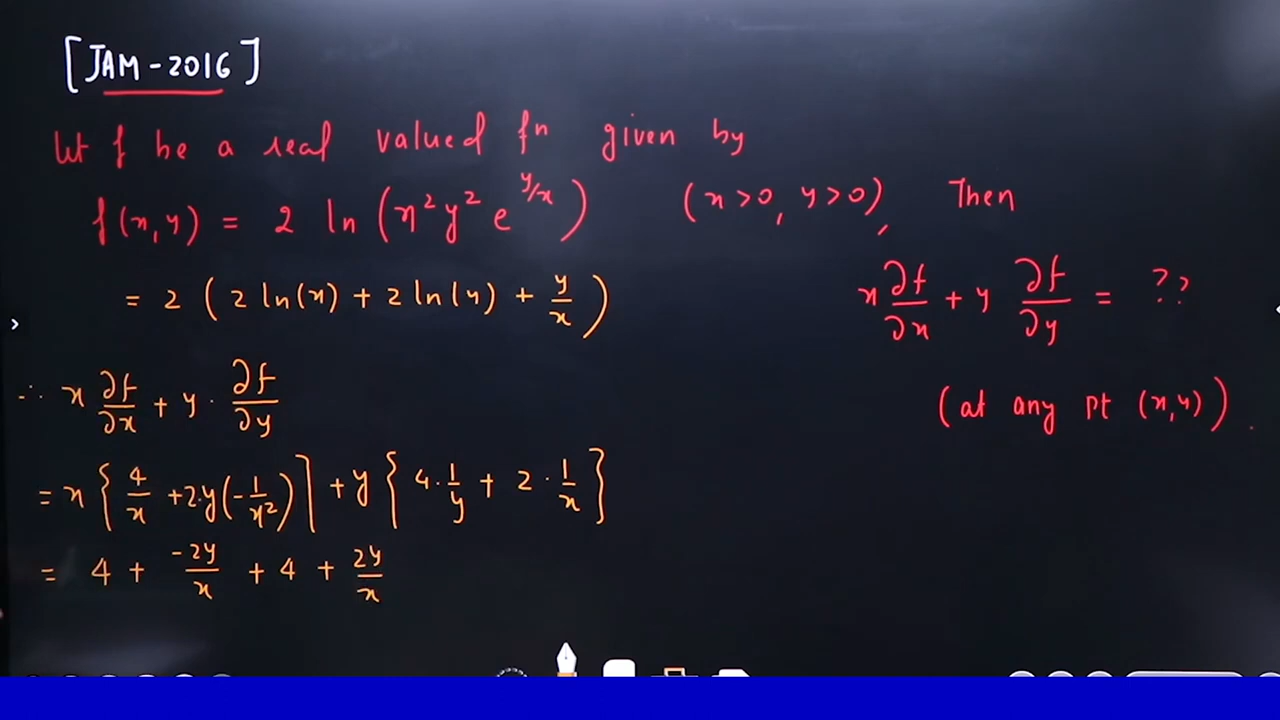 [JAM-2016]
Let f be a real valued fn given by
f(x,y) = 2 ln(x²y² e^{y/x}) (x>0, y>0), Then
x ∂f/∂x + y ∂f/∂y = ??
(at any pt (x,y)).
= 2 (2 ln(x) + 2 ln(y) + y/x)
∴ x ∂f/∂x + y · ∂f/∂y
= x{4/x + 2·y(-1/x²)] + y{4·1/y + 2·1/x}
= 4 + -2y/x + 4 + 2y/x